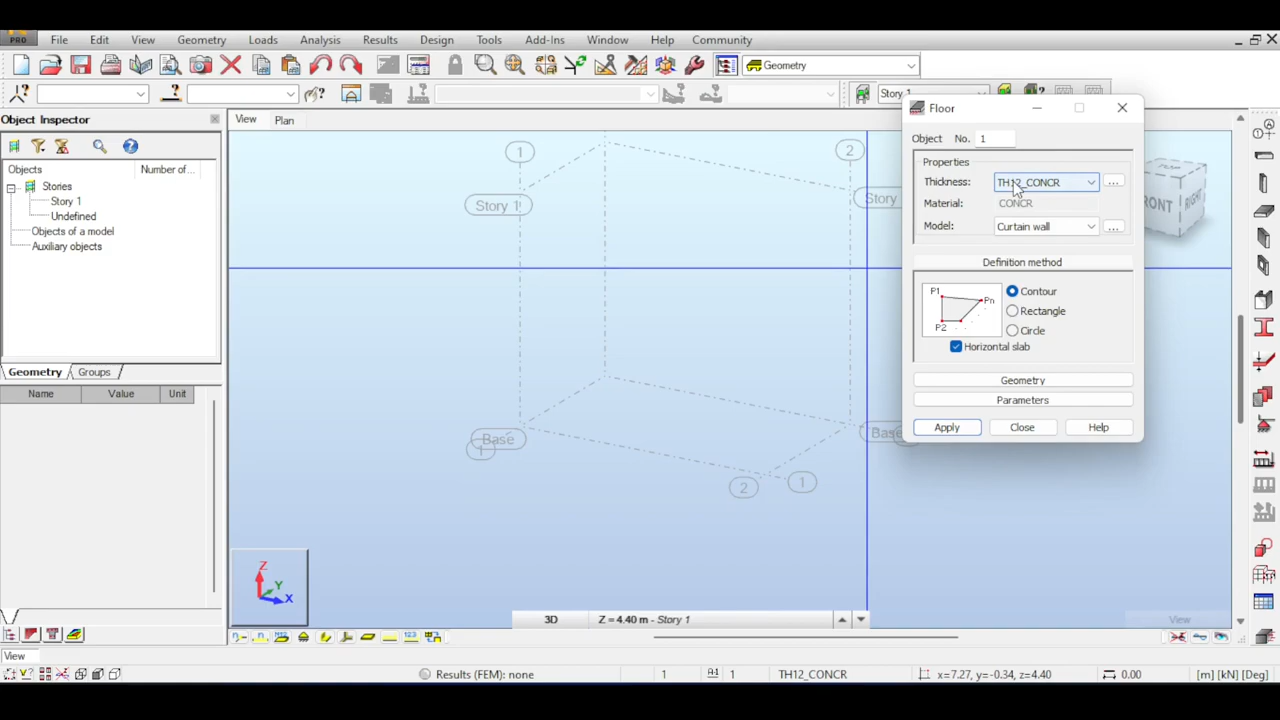 PRO File Edit View Geometry Loads Analysis Results Design Tools Add-Ins Window Help Community
Geometry
Story 1
Object Inspector
View Plan
Floor
Object No. 1
Properties
Thickness: TH12_CONCR ...
Material: CONCR
Model: Curtain wall ...
Definition method
P1
Pn
P2
Contour
Rectangle
Circle
Horizontal slab
Geometry
Parameters
Apply Close Help
Objects Number of...
Stories
Story 1
Undefined
Objects of a model
Auxiliary objects
Geometry Groups
Name Value Unit
1 2
Story 1 Story
FRONT RIGHT
Base Base
1
2 1
Z
Y
X
3D Z = 4.40 m - Story 1
View
View
Results (FEM): none 1 1 TH12_CONCR x=7.27, y=-0.34, z=4.40 0.00 [m] [kN] [Deg]